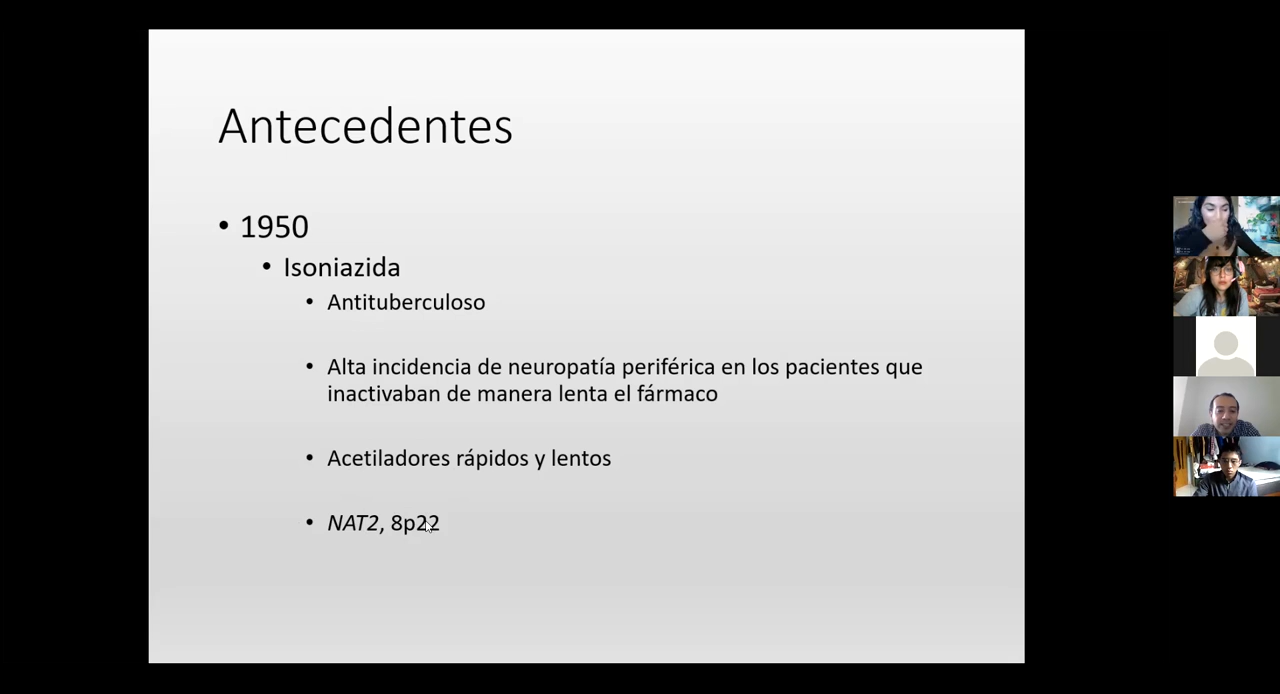 Antecedentes
• 1950
• Isoniazida
• Antituberculoso
• Alta incidencia de neuropatía periférica en los pacientes que
inactivaban de manera lenta el fármaco
• Acetiladores rápidos y lentos
• NAT2, 8p22